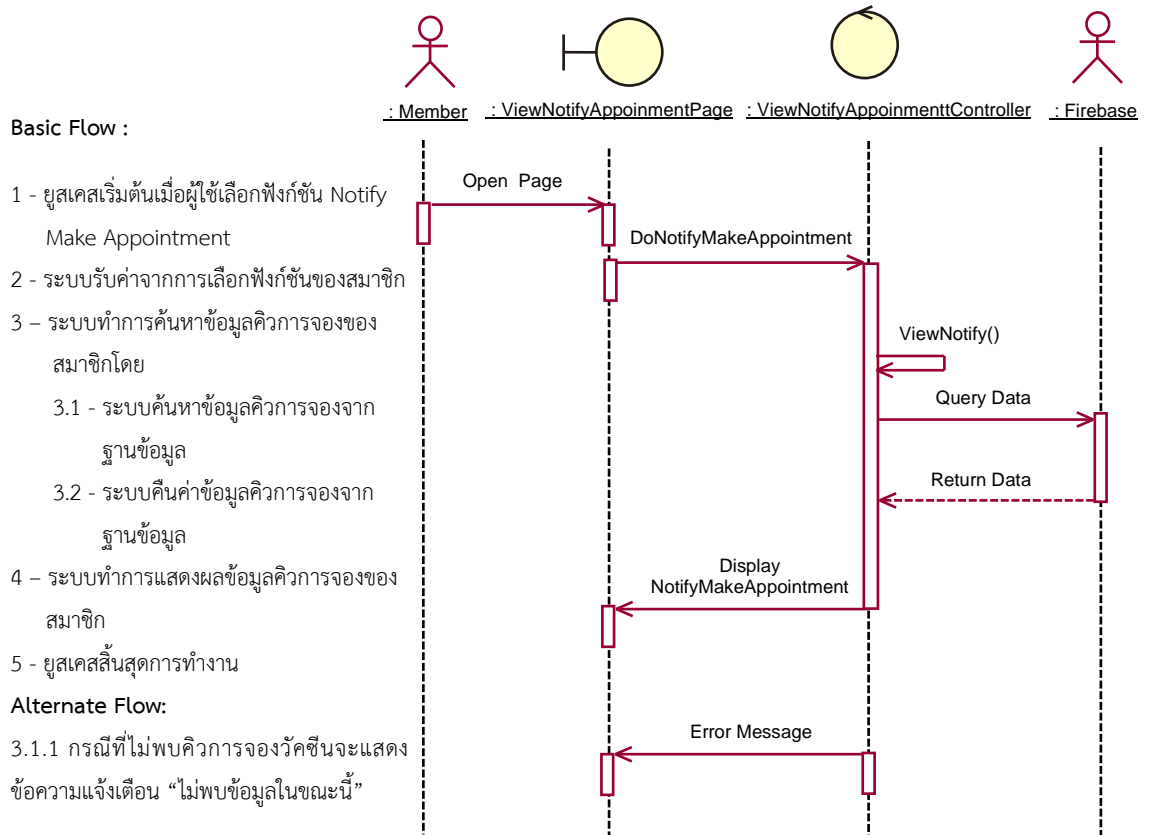 : Member : ViewNotifyAppoinmentPage : ViewNotifyAppoinmenttController : Firebase
Basic Flow :
1 - ยูสเคสเริ่มต้นเมื่อผู้ใช้เลือกฟังก์ชัน Notify
Make Appointment
2 - ระบบรับค่าจากการเลือกฟังก์ชันของสมาชิก
3 – ระบบทำการค้นหาข้อมูลคิวการจองของ
สมาชิกโดย
3.1 - ระบบค้นหาข้อมูลคิวการจองจาก
ฐานข้อมูล
3.2 - ระบบคืนค่าข้อมูลคิวการจองจาก
ฐานข้อมูล
4 – ระบบทำการแสดงผลข้อมูลคิวการจองของ
สมาชิก
5 - ยูสเคสสิ้นสุดการทำงาน
Alternate Flow:
3.1.1 กรณีที่ไม่พบคิวการจองวัคซีนจะแสดง
ข้อความแจ้งเตือน “ไม่พบข้อมูลในขณะนี้”
Open Page
DoNotifyMakeAppointment
ViewNotify()
Query Data
Return Data
Display
NotifyMakeAppointment
Error Message